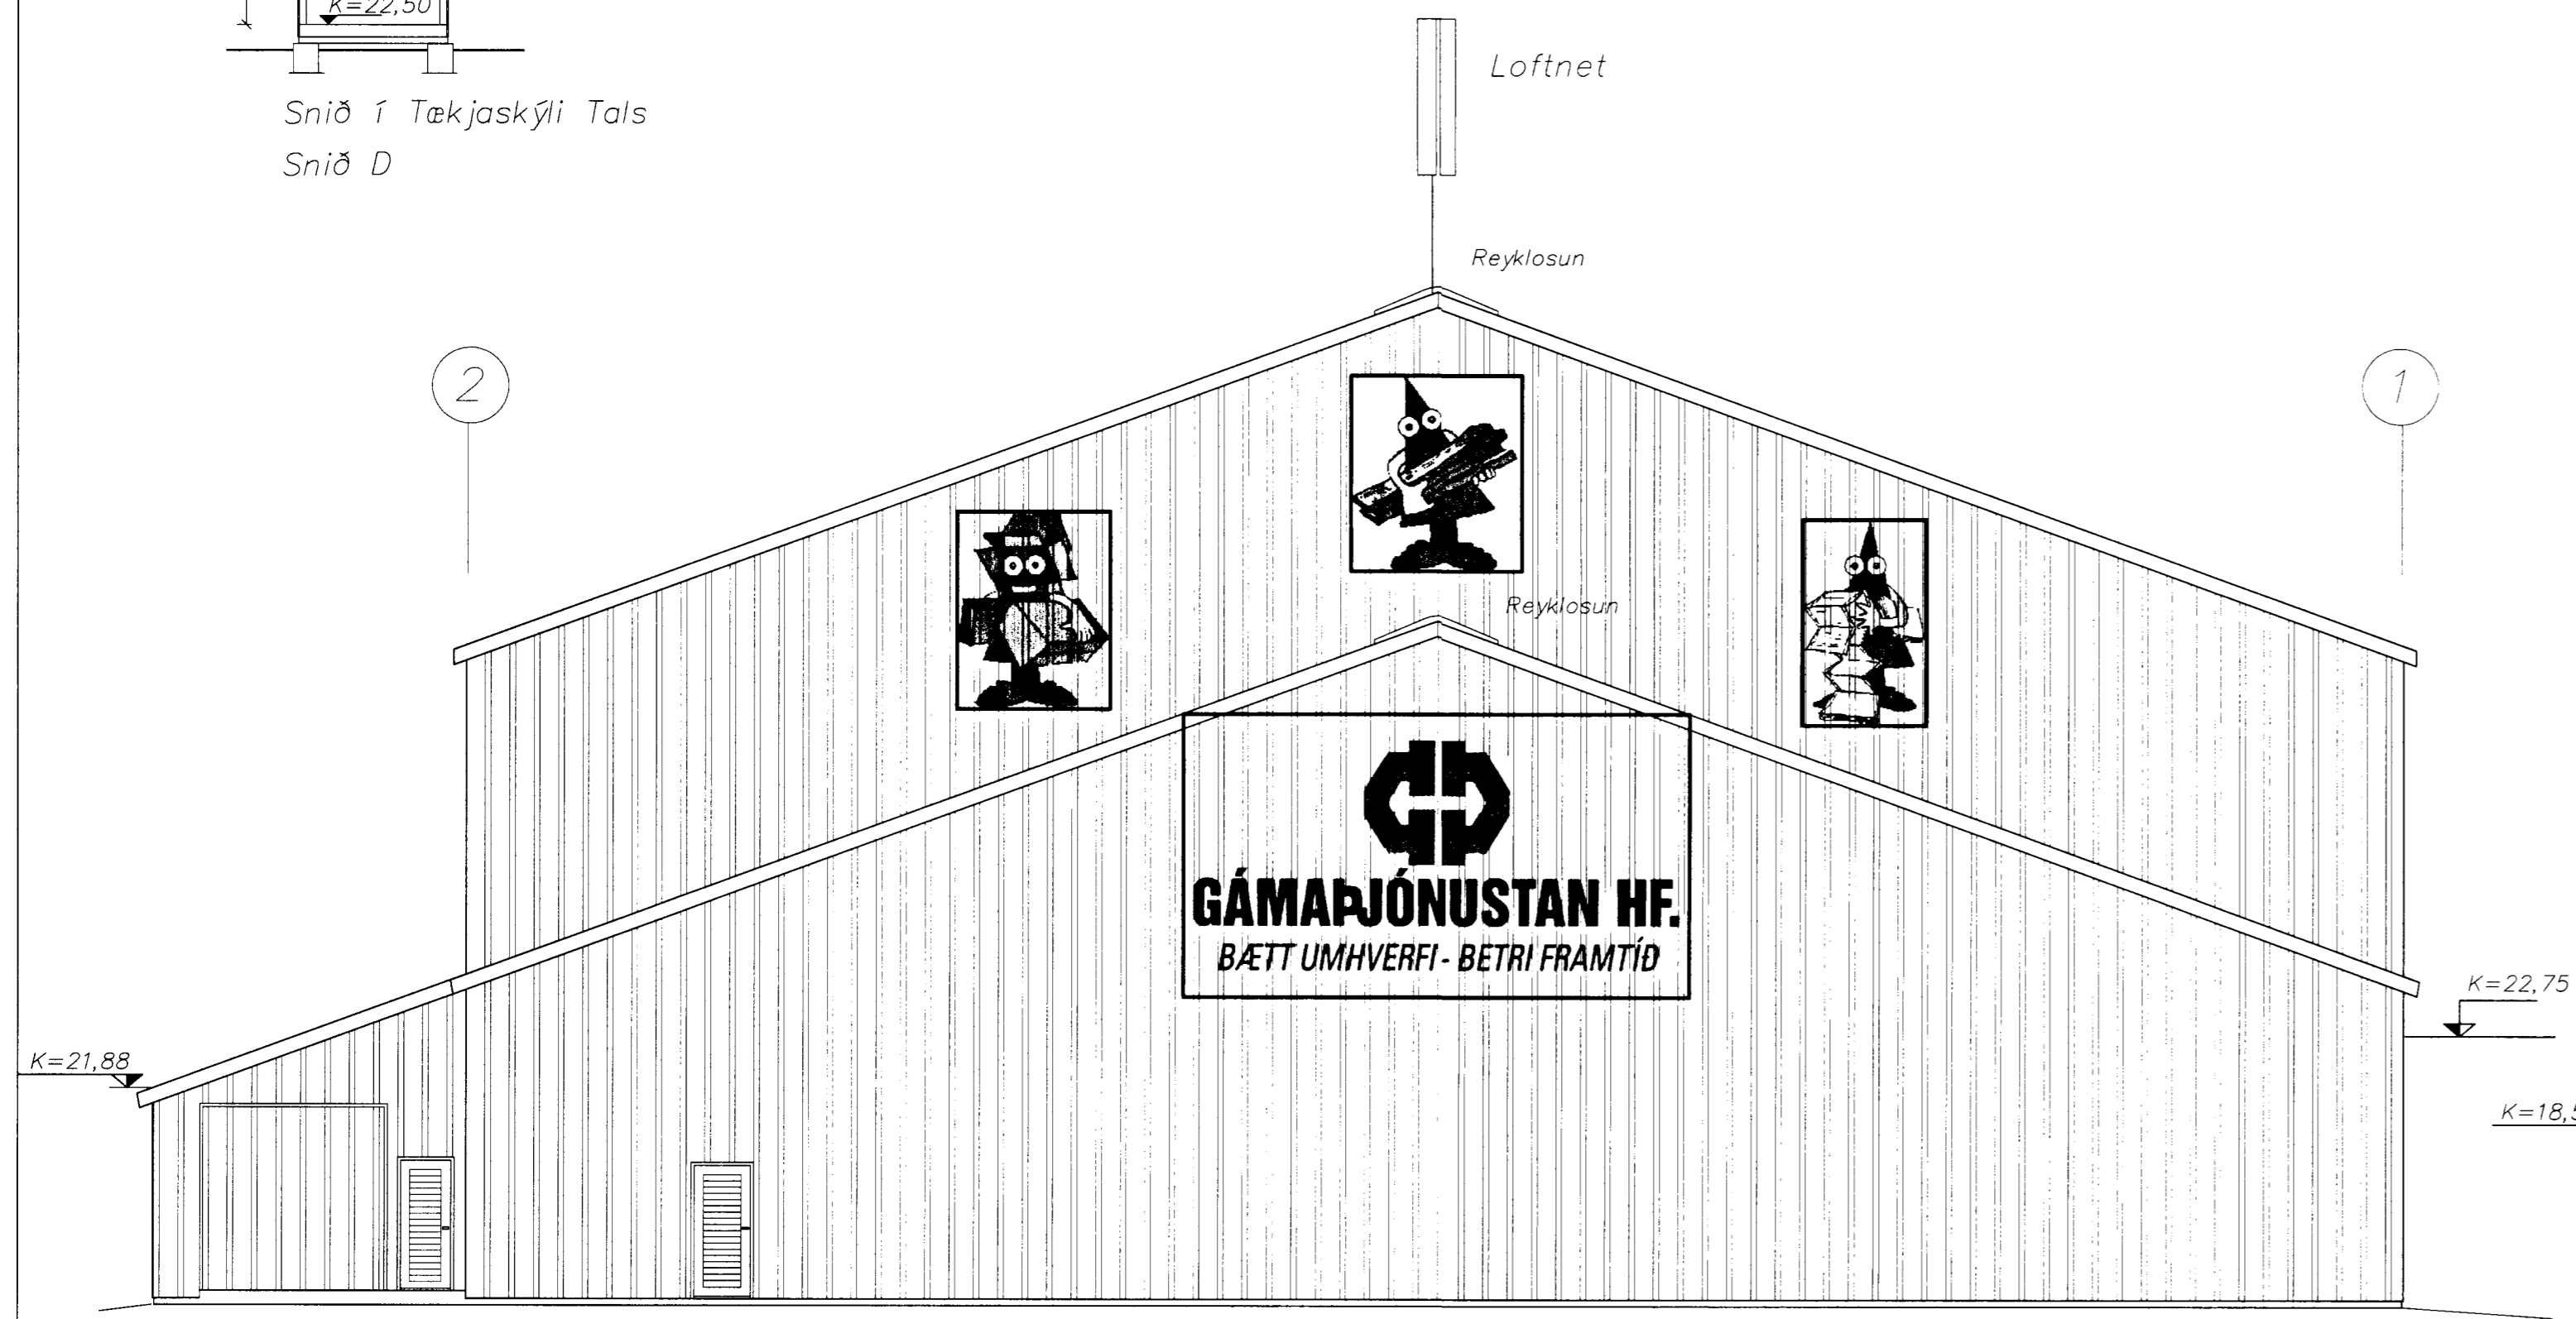 K=22,50
Snið í Tækjaskýli Tals
Snið D
Loftnet
Reyklosun
2
1
Reyklosun
GÁMAÞJÓNUSTAN HF.
BÆTT UMHVERFI - BETRI FRAMTÍÐ
K=22,75
K=21,88